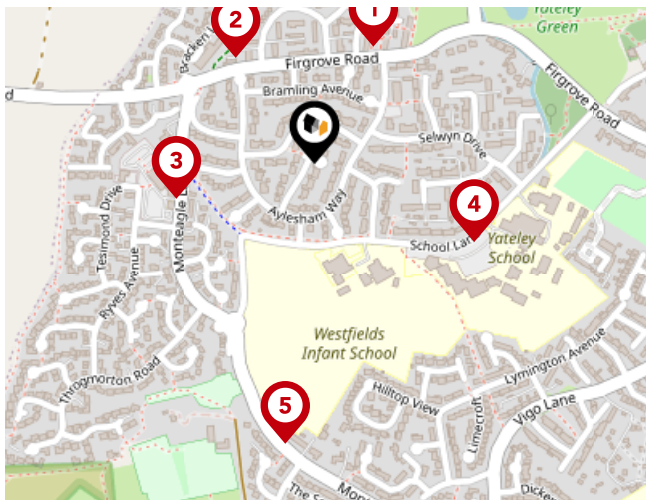 1
2
Yateley
Green
Bracken
Firgrove Road
Firgrove Road
Bramling Avenue
Selwyn Drive
3
Tesimond Drive
Monteagle
Aylesham Way
4
School Lan
Yateley
School
Ryves Avenue
Westfields
Infant School
Throgmorton Road
Lymington Avenue
Hilltop View
5
Limecroft
Vigo Lane
The S
Mon
Dicke
d